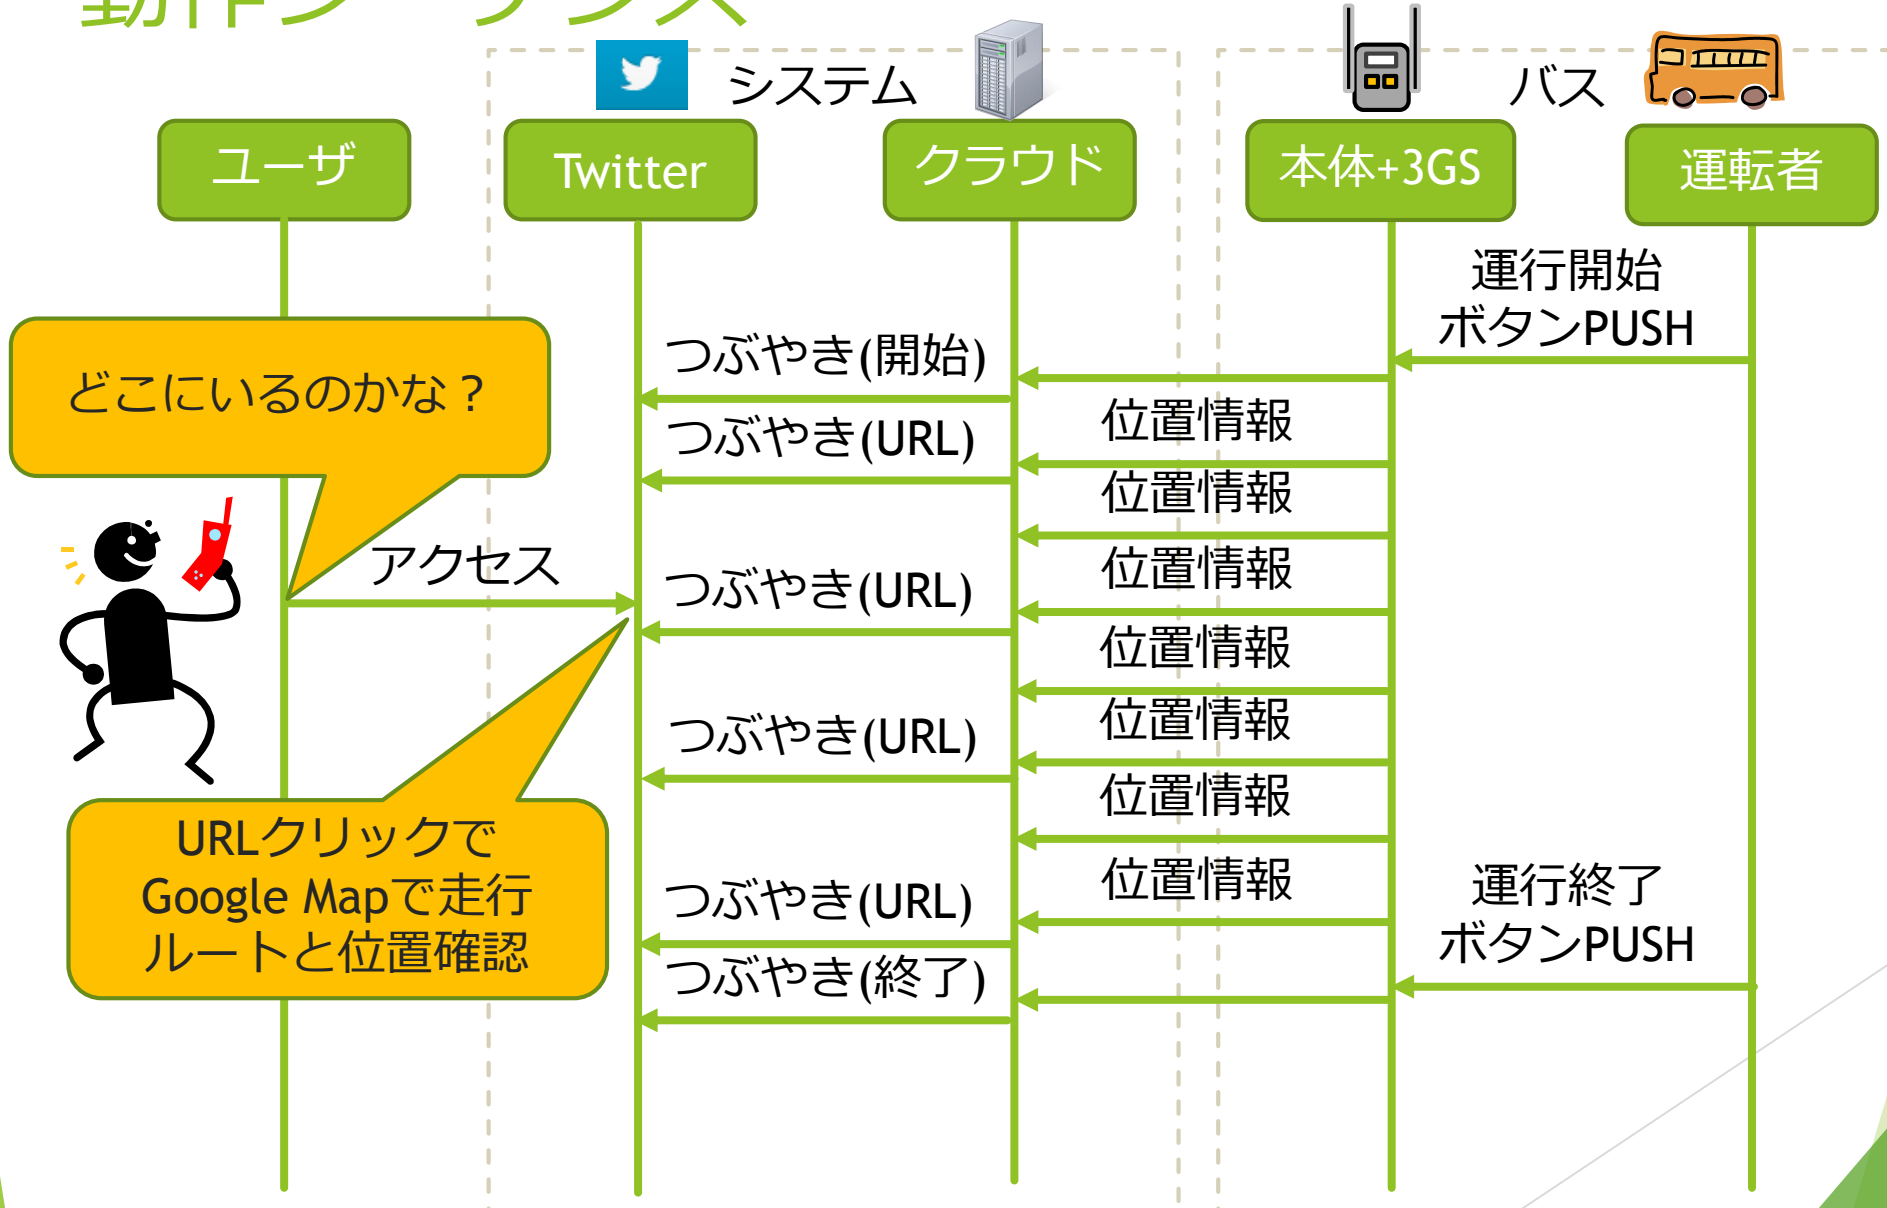 動作シーケンス
システム
バス
ユーザ
Twitter
クラウド
本体+3GS
運転者
運行開始
ボタンPUSH
つぶやき(開始)
どこにいるのかな？
位置情報
つぶやき(URL)
位置情報
アクセス
位置情報
つぶやき(URL)
位置情報
位置情報
つぶやき(URL)
位置情報
URLクリックで
Google Mapで走行
ルートと位置確認
位置情報
運行終了
ボタンPUSH
つぶやき(URL)
つぶやき(終了)